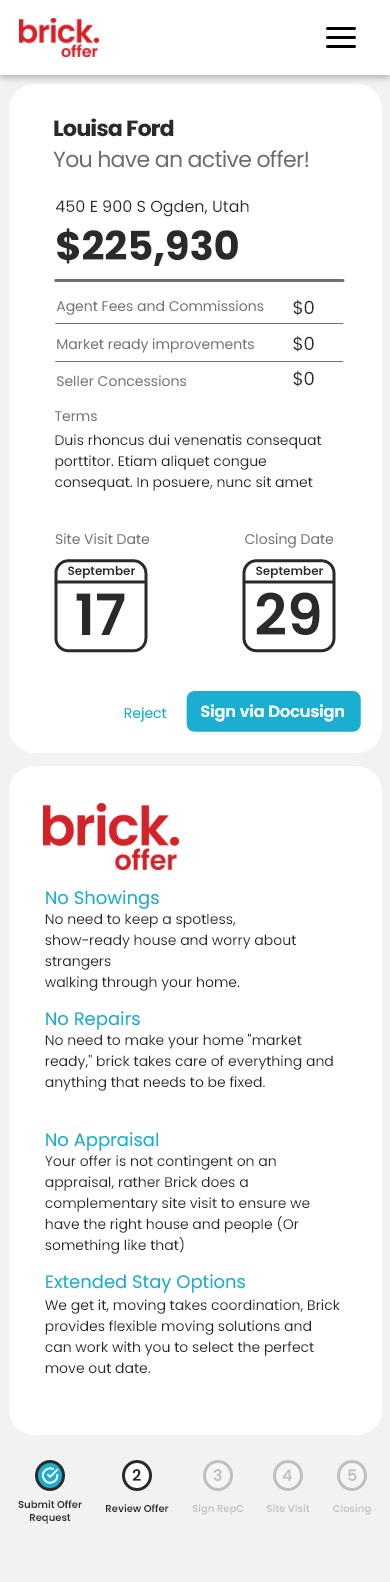 brick.
offer
Louisa Ford
You have an active offer!
450 E 900 S Ogden, Utah
$225,930
Agent Fees and Commissions $0
Market ready improvements $0
Seller Concessions $0
Terms
Duis rhoncus dui venenatis consequat
porttitor. Etiam aliquet congue
consequat. In posuere, nunc sit amet
Site Visit Date Closing Date
September September
17 29
Reject Sign via Docusign
brick.
offer
No Showings
No need to keep a spotless,
show-ready house and worry about
strangers
walking through your home.
No Repairs
No need to make your home "market
ready," brick takes care of everything and
anything that needs to be fixed.
No Appraisal
Your offer is not contingent on an
appraisal, rather Brick does a
complementary site visit to ensure we
have the right house and people (Or
something like that)
Extended Stay Options
We get it, moving takes coordination, Brick
provides flexible moving solutions and
can work with you to select the perfect
move out date.
2 3 4 5
Submit Offer Review Offer Sign RepC Site Visit Closing
Request